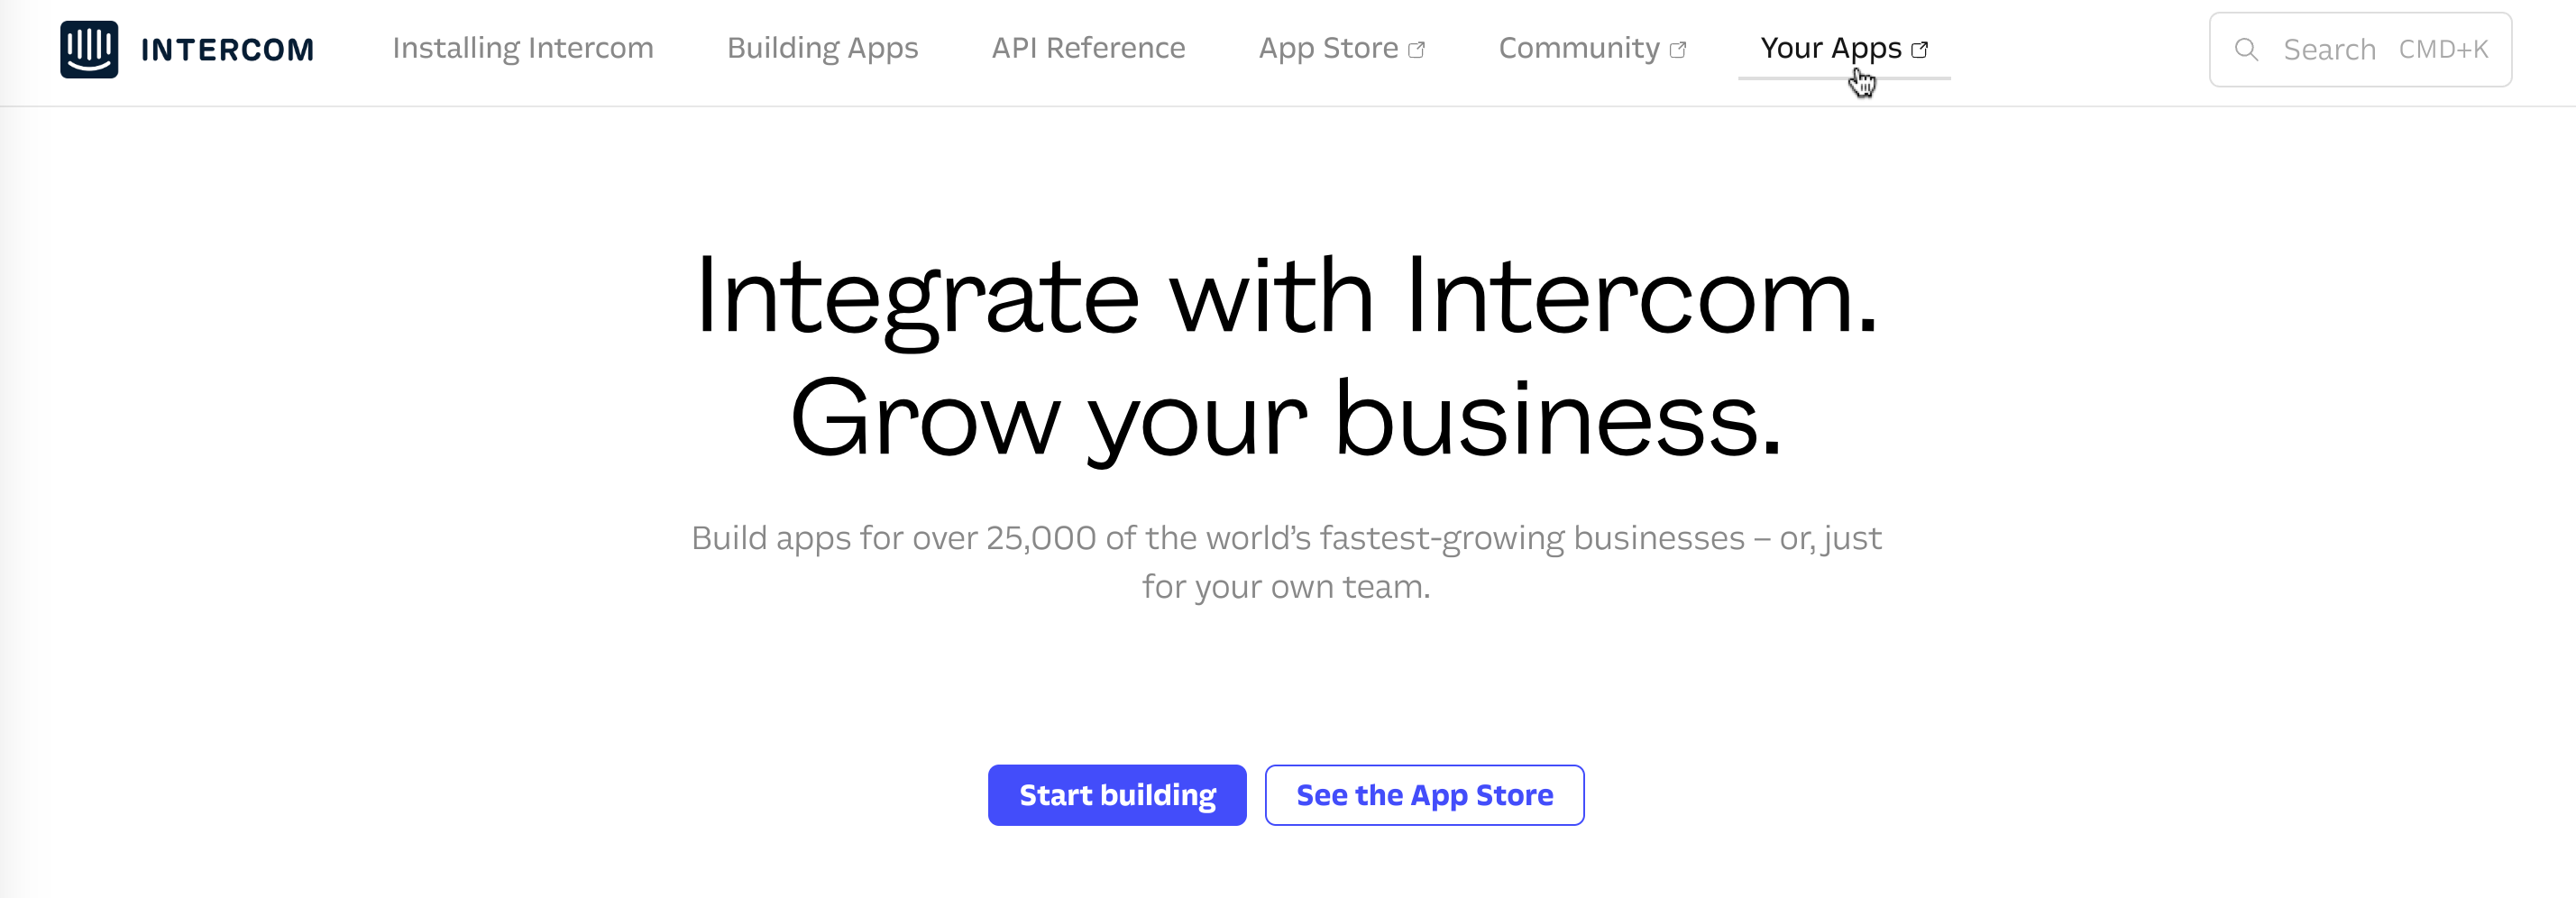 INTERCOM Installing Intercom Building Apps API Reference App Store Community Your Apps Search CMD+K
Integrate with Intercom.
Grow your business.
Build apps for over 25,000 of the world’s fastest-growing businesses – or, just
for your own team.
Start building See the App Store